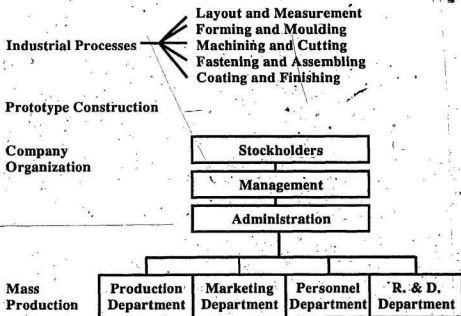 Layout and Measurement
Forming and Moulding
Industrial Processes
Machining and Cutting
Fastening and Assembling
Coating and Finishing
Prototype Construction
Company
Organization
Stockholders
Management
Administration
Mass
Production
Production
Department
Marketing
Department
Personnel
Department
R. & D.
Department